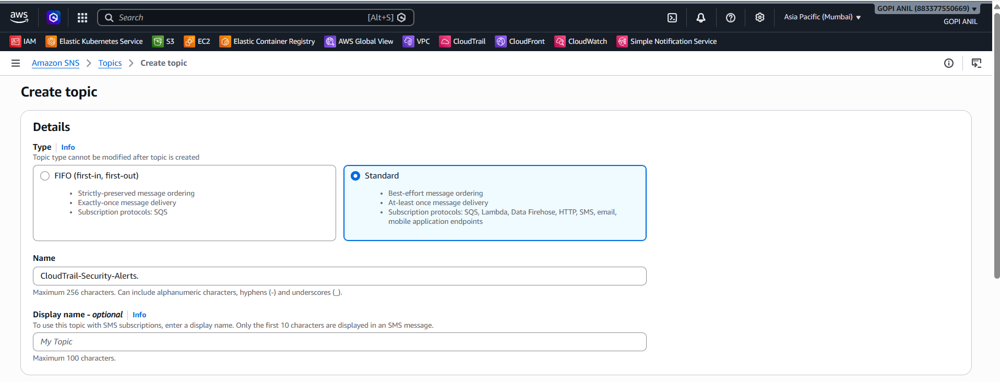 aws
Search
[Alt+S]
Asia Pacific (Mumbai)
GOPI ANIL (883377550669)
GOPI ANIL
IAM
Elastic Kubernetes Service
S3
EC2
Elastic Container Registry
AWS Global View
VPC
CloudTrail
CloudFront
CloudWatch
Simple Notification Service
Amazon SNS
Topics
Create topic
Create topic
Details
Type
Info
Topic type cannot be modified after topic is created
FIFO (first-in, first-out)
• Strictly-preserved message ordering
• Exactly-once message delivery
• Subscription protocols: SQS
Standard
• Best-effort message ordering
• At-least once message delivery
• Subscription protocols: SQS, Lambda, Data Firehose, HTTP, SMS, email,
mobile application endpoints
Name
CloudTrail-Security-Alerts.
Maximum 256 characters. Can include alphanumeric characters, hyphens (-) and underscores (_).
Display name - optional
Info
To use this topic with SMS subscriptions, enter a display name. Only the first 10 characters are displayed in an SMS message.
My Topic
Maximum 100 characters.